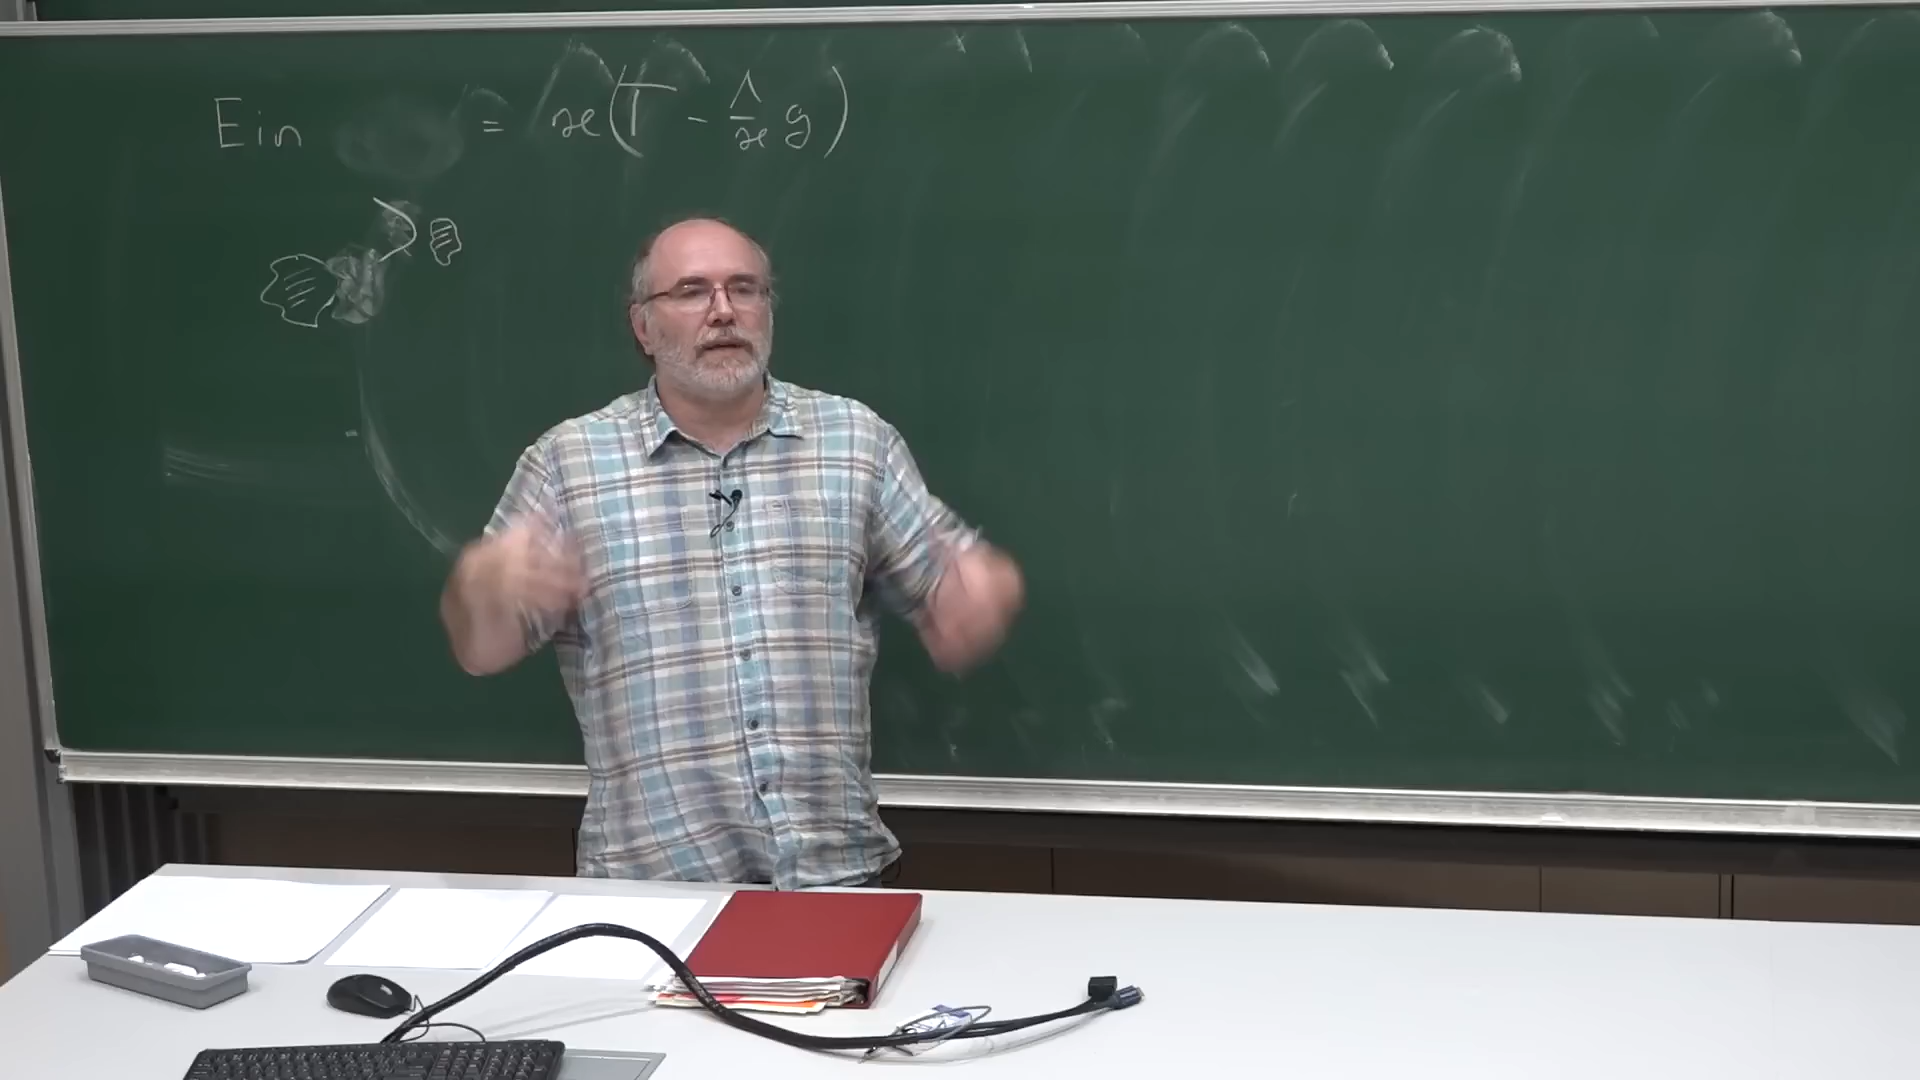 Ein = ϰ(T - Λ/ϰ g)